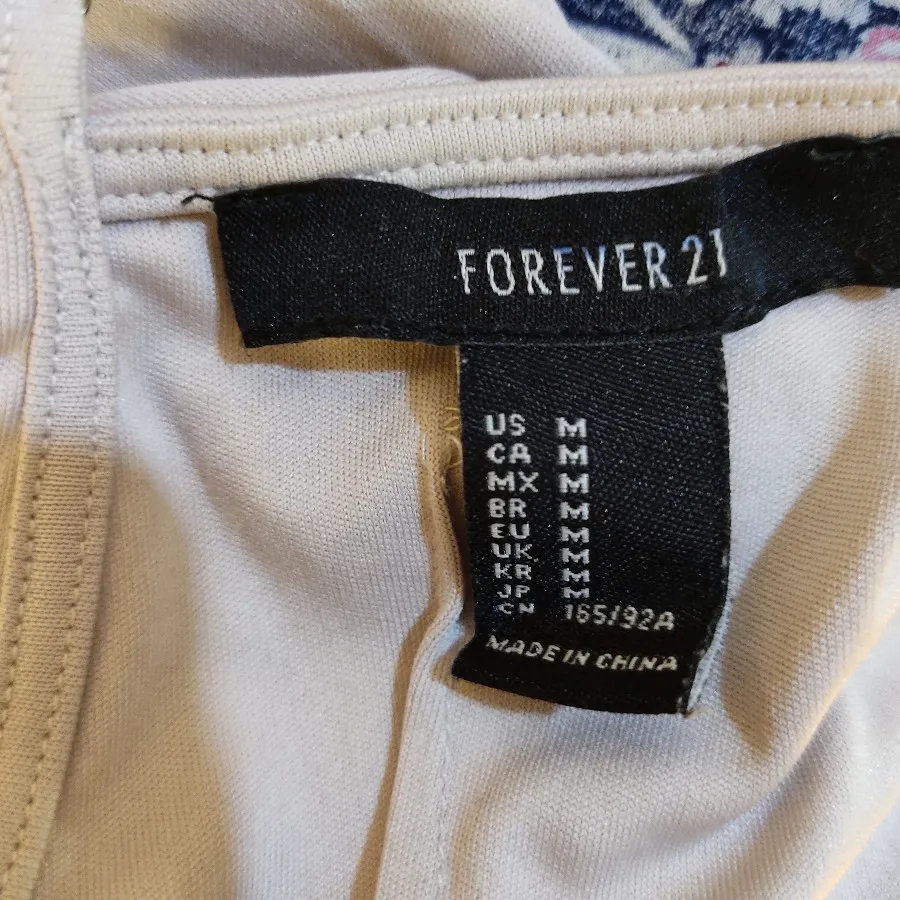 FOREVER 21
US M
CA M
MX M
BR M
EU M
UK M
KR M
JP M
CN 165/92A
MADE IN CHINA